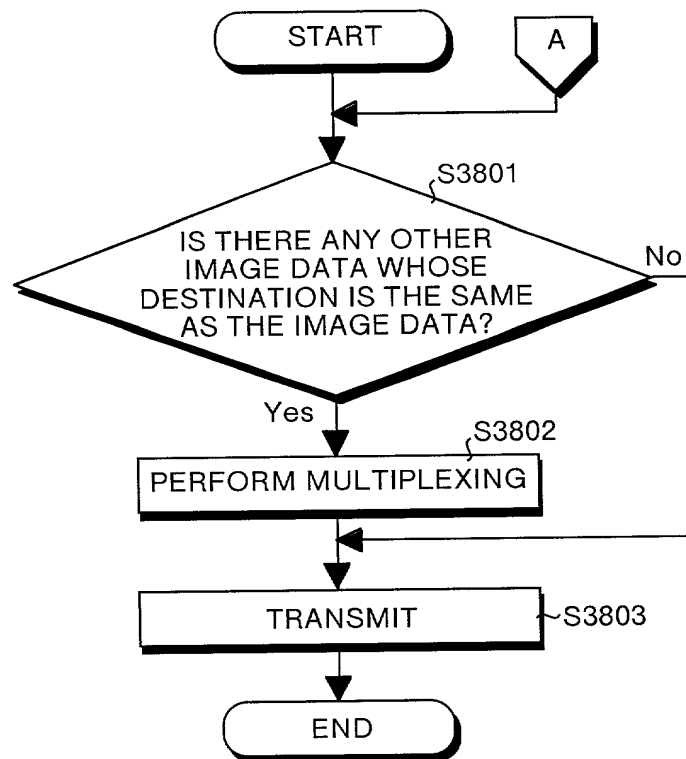 START
A
S3801
IS THERE ANY OTHER
IMAGE DATA WHOSE
DESTINATION IS THE SAME
AS THE IMAGE DATA?
No
Yes
S3802
PERFORM MULTIPLEXING
TRANSMIT
S3803
END